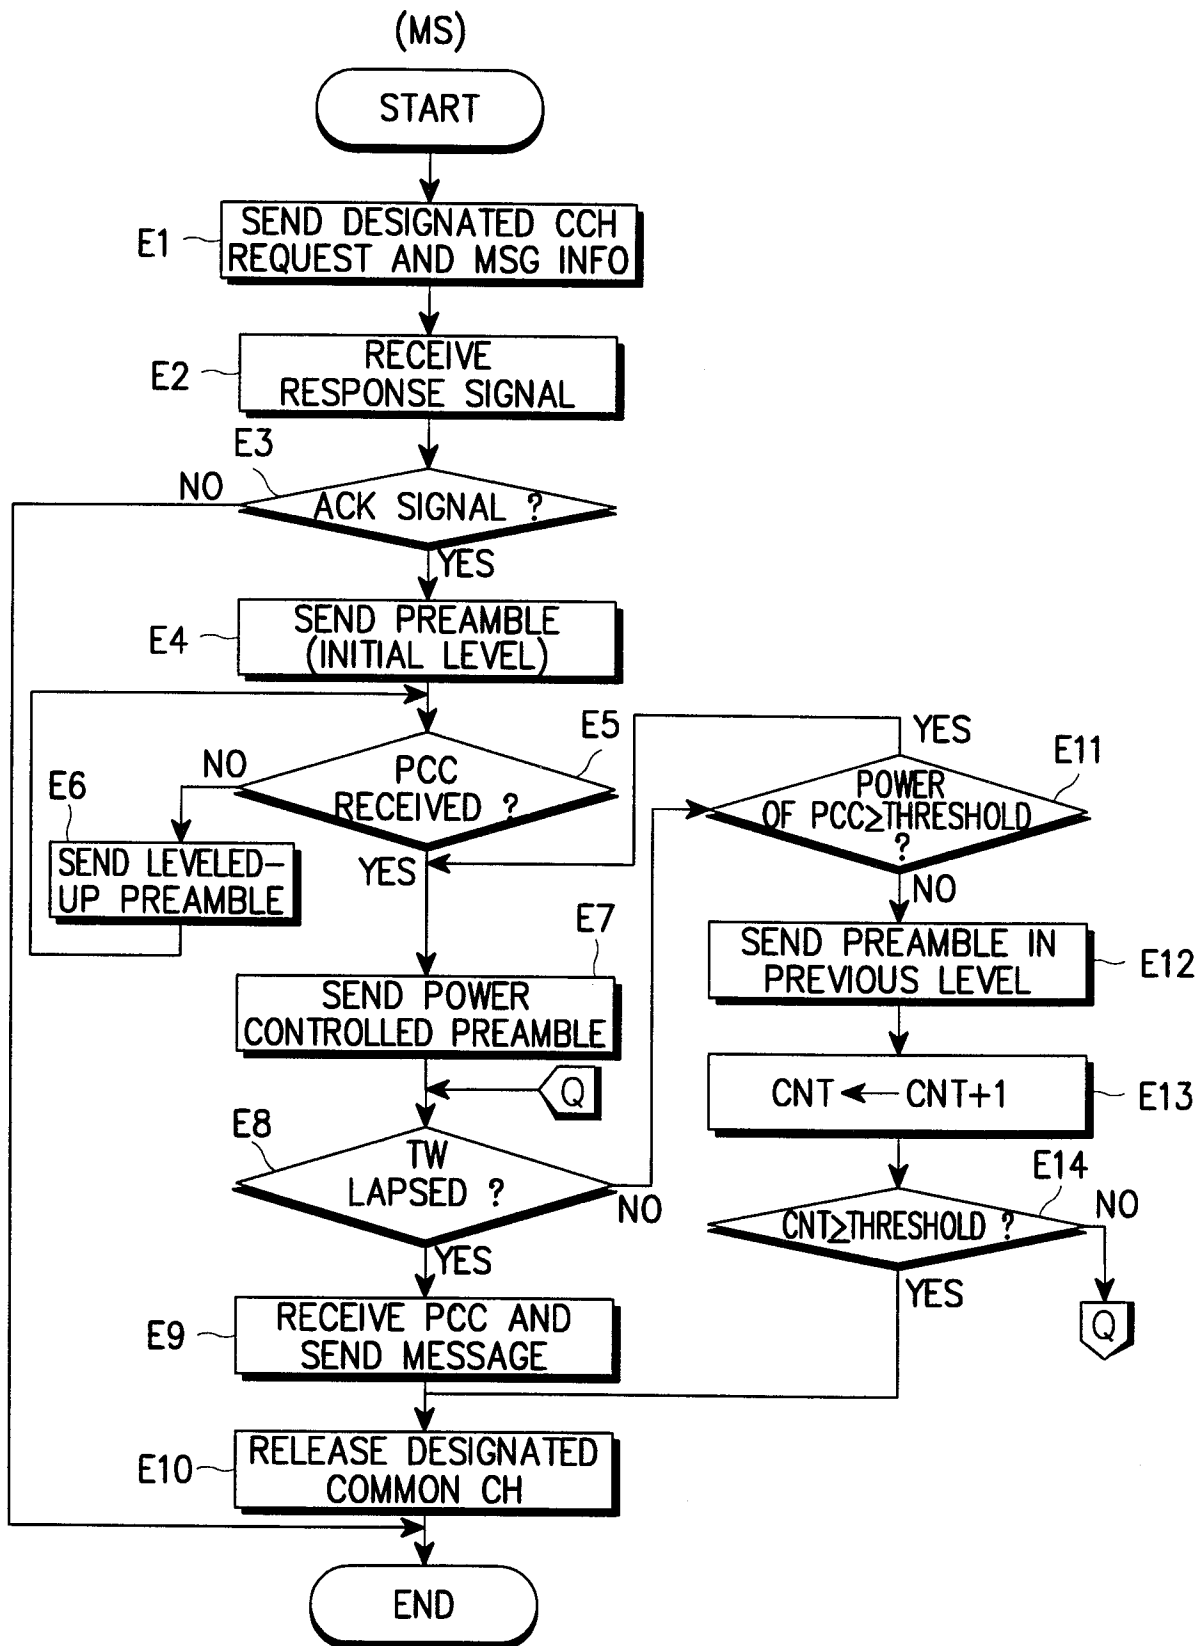 (MS)
START
E1
SEND DESIGNATED CCH
REQUEST AND MSG INFO
E2
RECEIVE
RESPONSE SIGNAL
E3
NO
ACK SIGNAL ?
YES
E4
SEND PREAMBLE
(INITIAL LEVEL)
E5
NO
PCC
RECEIVED ?
YES
E6
SEND LEVELED-
UP PREAMBLE
E7
SEND POWER
CONTROLLED PREAMBLE
Q
E8
TW
LAPSED ?
NO
YES
E9
RECEIVE PCC AND
SEND MESSAGE
E10
RELEASE DESIGNATED
COMMON CH
END
YES
E11
POWER
OF PCC≥THRESHOLD
?
NO
SEND PREAMBLE IN
PREVIOUS LEVEL
E12
CNT ← CNT+1
E13
E14
CNT≥THRESHOLD ?
NO
YES
Q